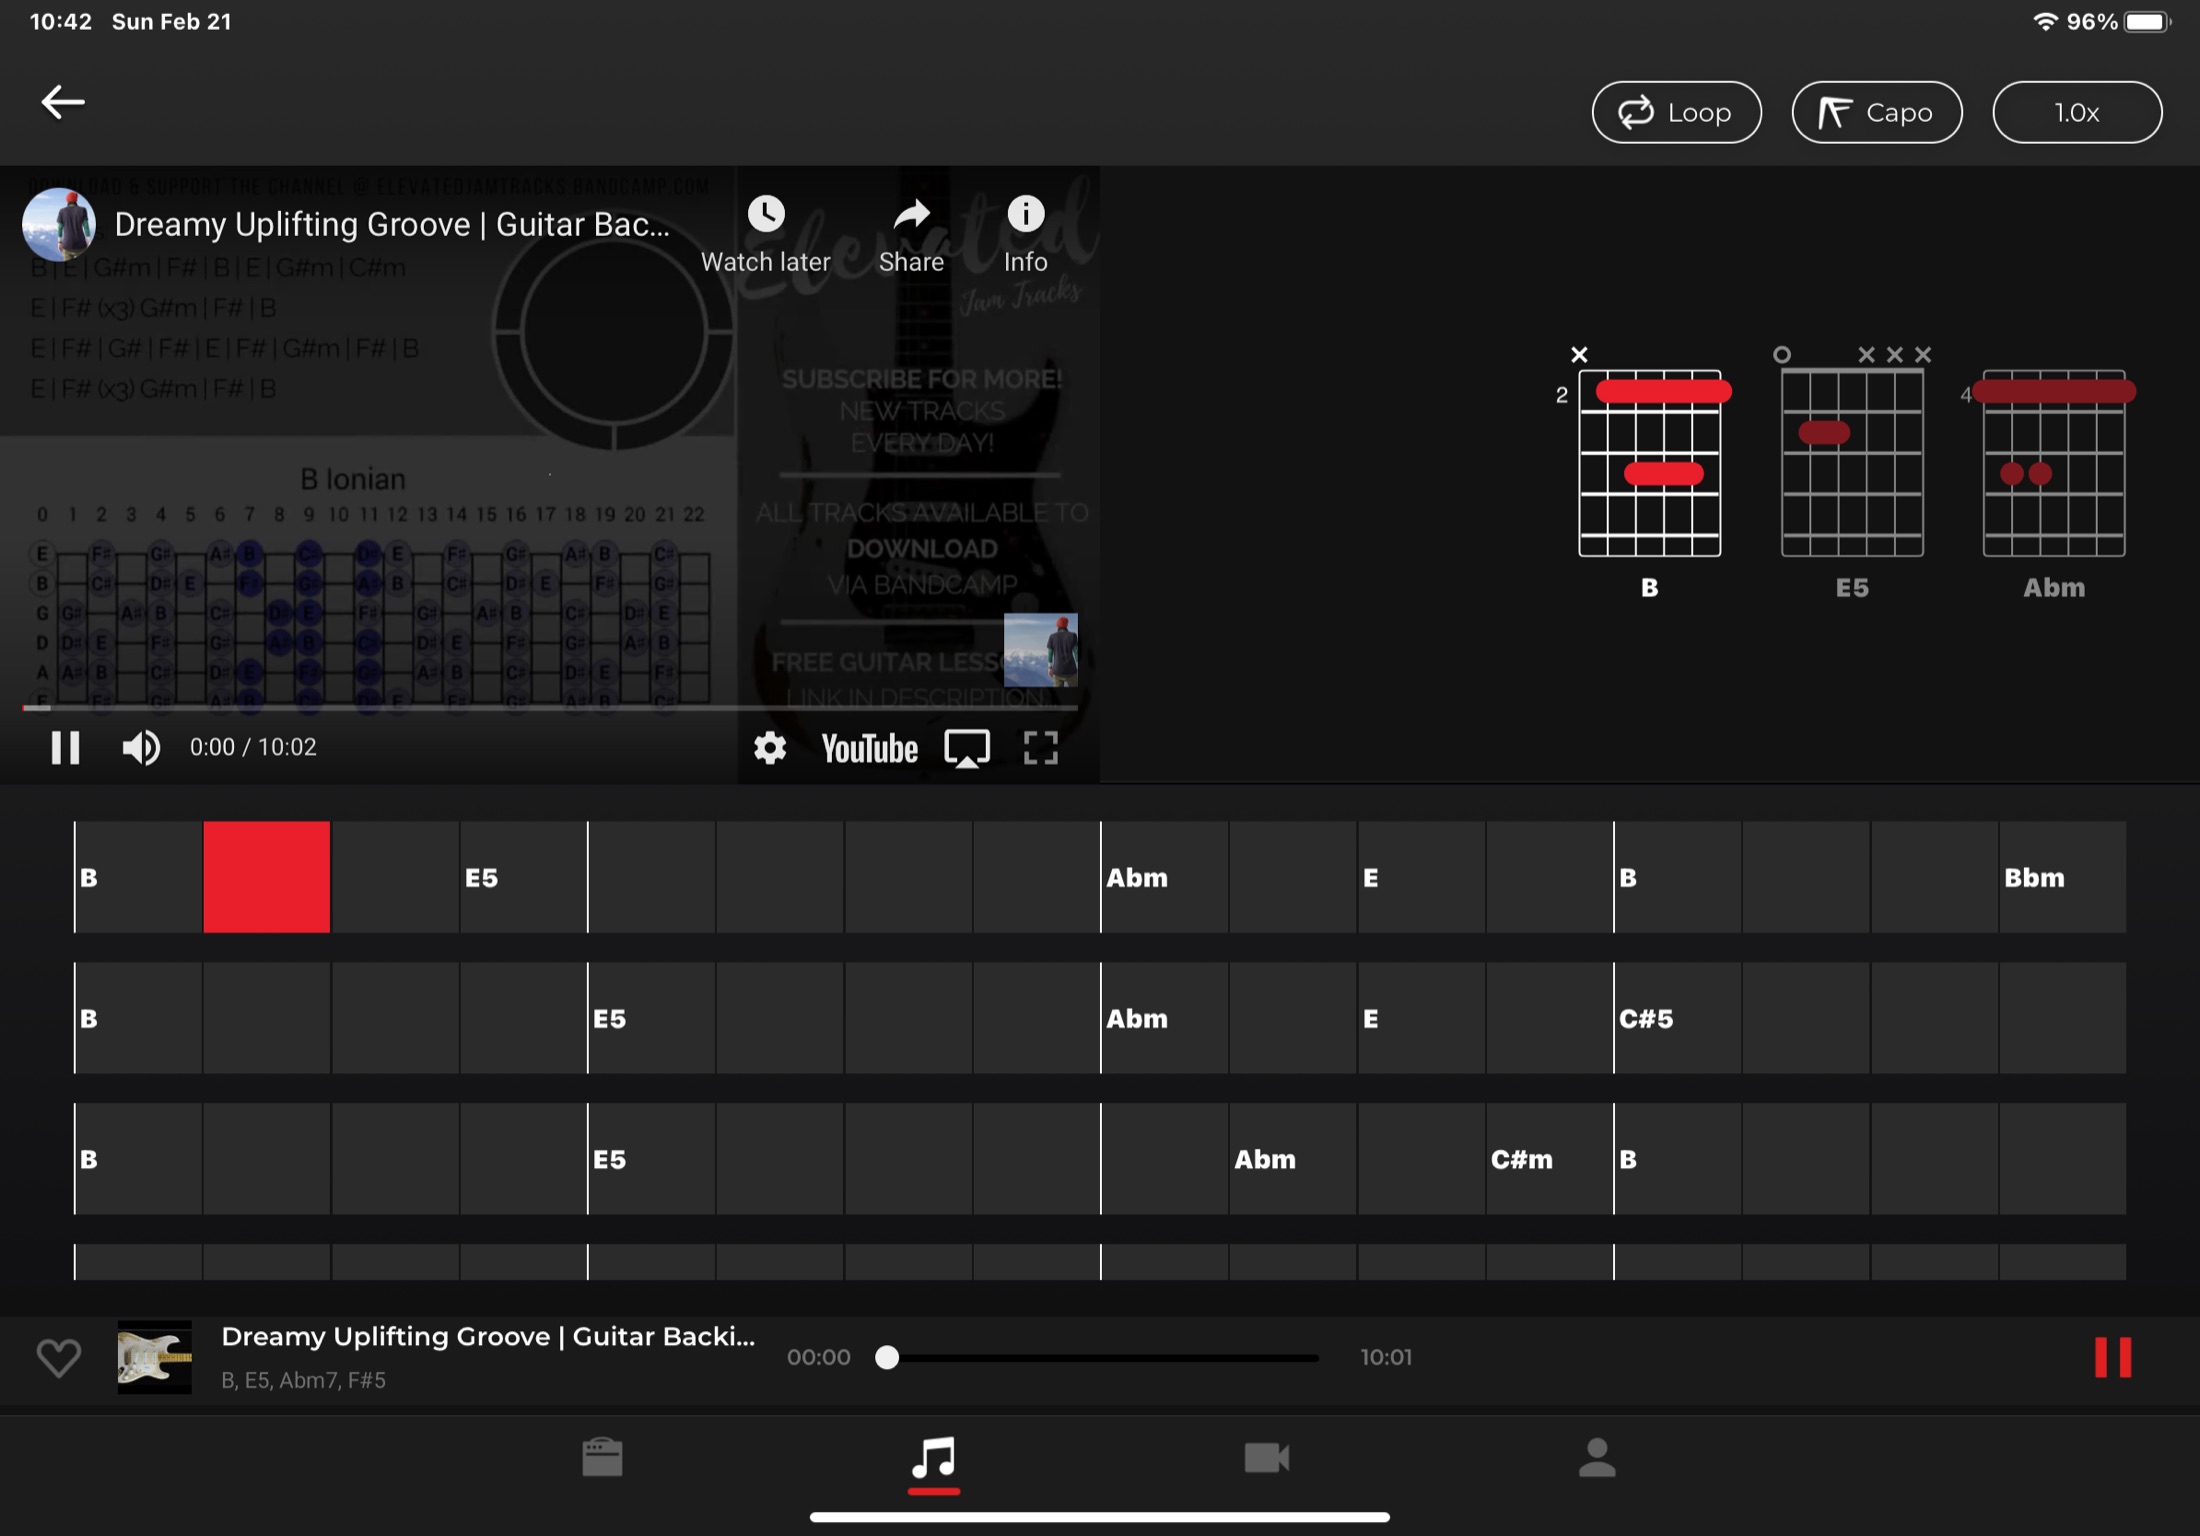 10:42 Sun Feb 21
96%
Loop
Capo
1.0x
DOWNLOAD & SUPPORT THE CHANNEL @ ELEVATEDJAMTRACKS.BANDCAMP.COM
Dreamy Uplifting Groove | Guitar Bac...
Watch later
Share
Info
B | E | G#m | F# | B | E | G#m | C#m
E | F# (x3) G#m | F# | B
E | F# | G# | F# | E | F# | G#m | F# | B
E | F# (x3) G#m | F# | B
Elevated
Jam Tracks
SUBSCRIBE FOR MORE!
NEW TRACKS
EVERY DAY!
ALL TRACKS AVAILABLE TO
DOWNLOAD
VIA BANDCAMP
FREE GUITAR LESS
LINK IN DESCRIPTION
B Ionian
0 1 2 3 4 5 6 7 8 9 10 11 12 13 14 15 16 17 18 19 20 21 22
E F# G# A# B C# D# E F# G# A# B C#
B C# D# E F# G# A# B C# D# E F# G#
G G# A# B C# D# E F# G# A# B C# D# E
D D# E F# G# A# B C# D# E F# G# A# B
A A# B C# D# E F# G# A# B C# D# E F#
E F# G# A# B C# D# E F# G# A# B C#
0:00 / 10:02
YouTube
2
4
B
E5
Abm
B E5 Abm E B Bbm
B E5 Abm E C#5
B E5 Abm C#m B
Dreamy Uplifting Groove | Guitar Backi...
B, E5, Abm7, F#5
00:00
10:01